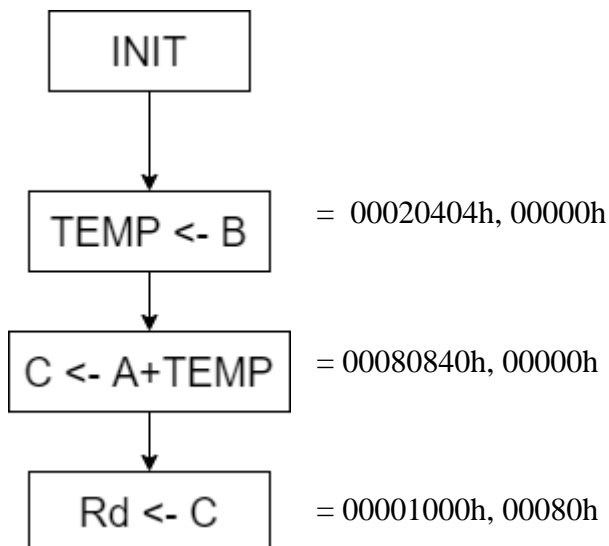 INIT
TEMP <- B = 00020404h, 00000h
C <- A+TEMP = 00080840h, 00000h
Rd <- C = 00001000h, 00080h